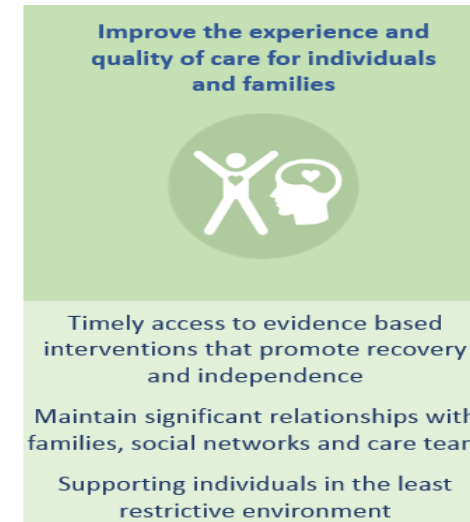 Improve the experience and
quality of care for individuals
and families
Timely access to evidence based
interventions that promote recovery
and independence
Maintain significant relationships with
families, social networks and care team
Supporting individuals in the least
restrictive environment